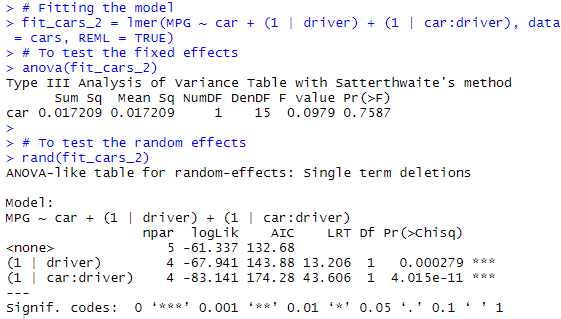 > # Fitting the model
> fit_cars_2 = lmer(MPG ~ car + (1 | driver) + (1 | car:driver), data
= cars, REML = TRUE)
> # To test the fixed effects
> anova(fit_cars_2)
Type III Analysis of Variance Table with Satterthwaite's method
Sum Sq Mean Sq NumDF DenDF F value Pr(>F)
car 0.017209 0.017209 1 15 0.0979 0.7587
>
> # To test the random effects
> rand(fit_cars_2)
ANOVA-like table for random-effects: Single term deletions
Model:
MPG ~ car + (1 | driver) + (1 | car:driver)
npar logLik AIC LRT Df Pr(>Chisq)
<none> 5 -61.337 132.68
(1 | driver) 4 -67.941 143.88 13.206 1 0.000279 ***
(1 | car:driver) 4 -83.141 174.28 43.606 1 4.015e-11 ***
---
Signif. codes: 0 ‘***’ 0.001 ‘**’ 0.01 ‘*’ 0.05 ‘.’ 0.1 ‘ ’ 1